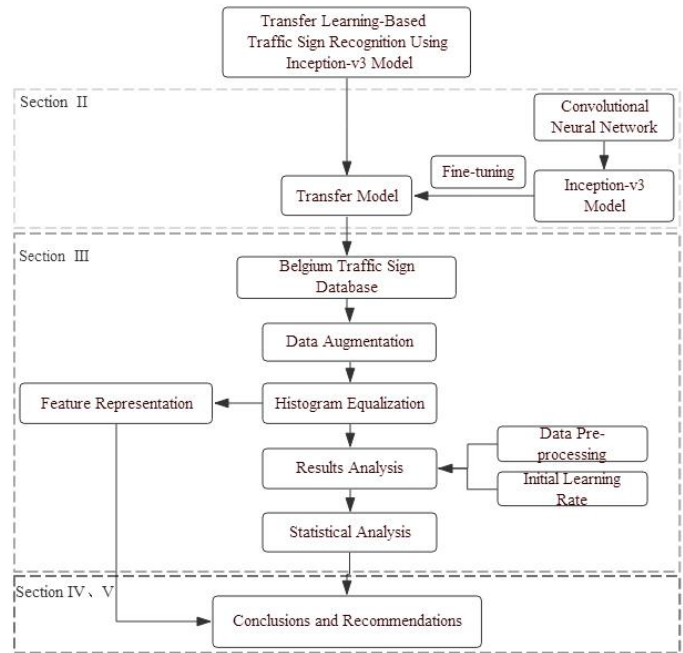 Transfer Learning-Based
Traffic Sign Recognition Using
Inception-v3 Model
Section II
Convolutional
Neural Network
Fine-tuning
Inception-v3
Model
Transfer Model
Section III
Belgium Traffic Sign
Database
Data Augmentation
Feature Representation
Histogram Equalization
Data Pre-
processing
Results Analysis
Initial Learning
Rate
Statistical Analysis
Section IV、V
Conclusions and Recommendations